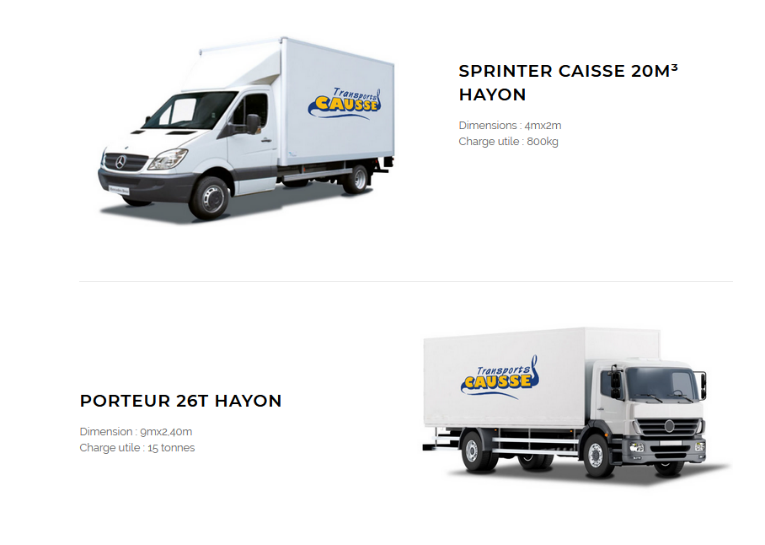 Transports
CAUSSE
SPRINTER CAISSE 20M³
HAYON
Dimensions : 4mx2m
Charge utile : 800kg
Transports
CAUSSE
PORTEUR 26T HAYON
Dimension : 9mx2,40m
Charge utile : 15 tonnes